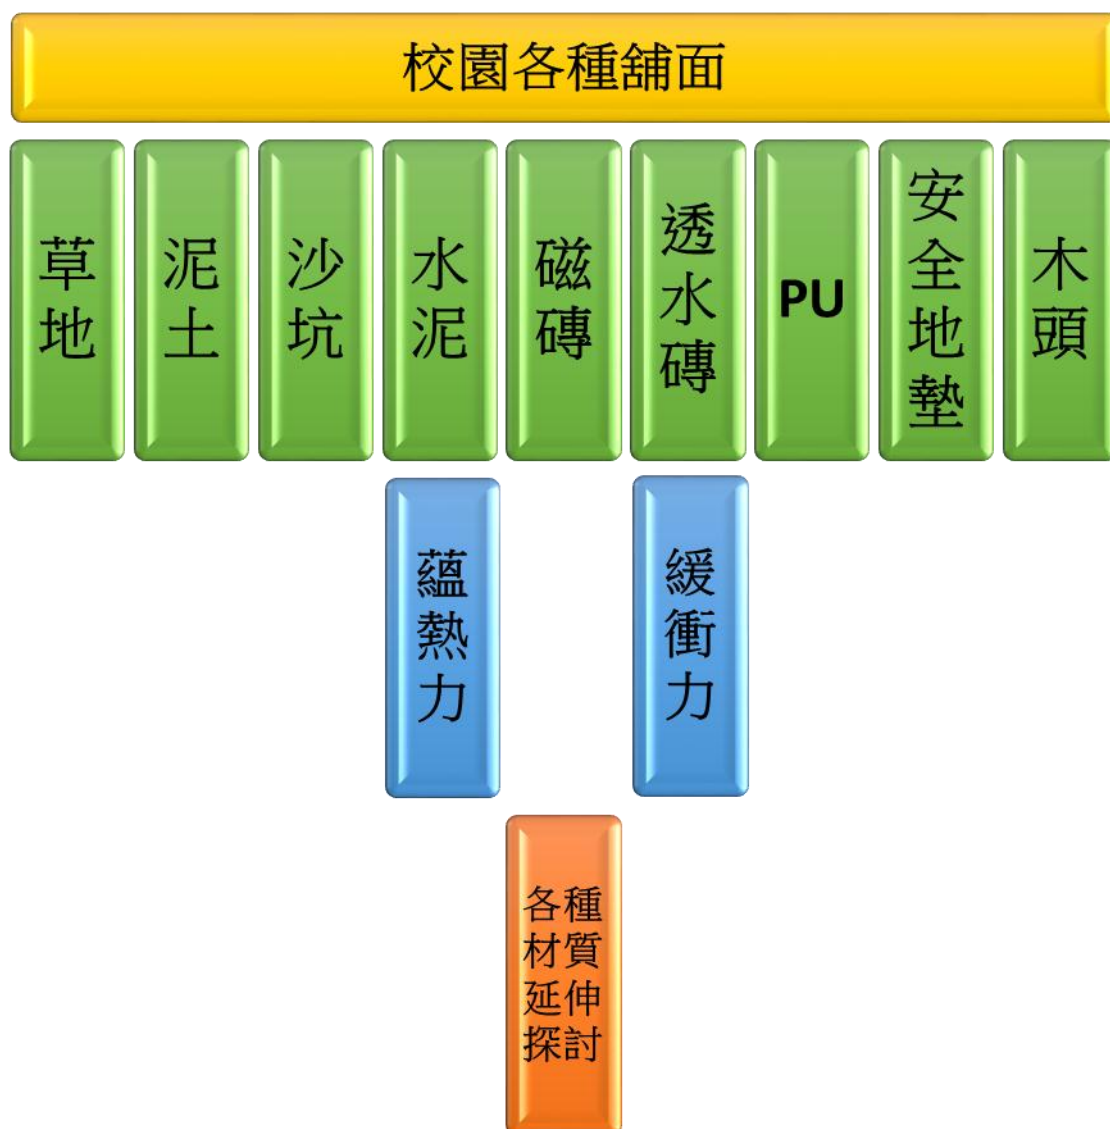 校園各種舖面
草地
泥土
沙坑
水泥
磁磚
透水磚
PU
安全地墊
木頭
蘊熱力
緩衝力
各種
材質
延伸
探討